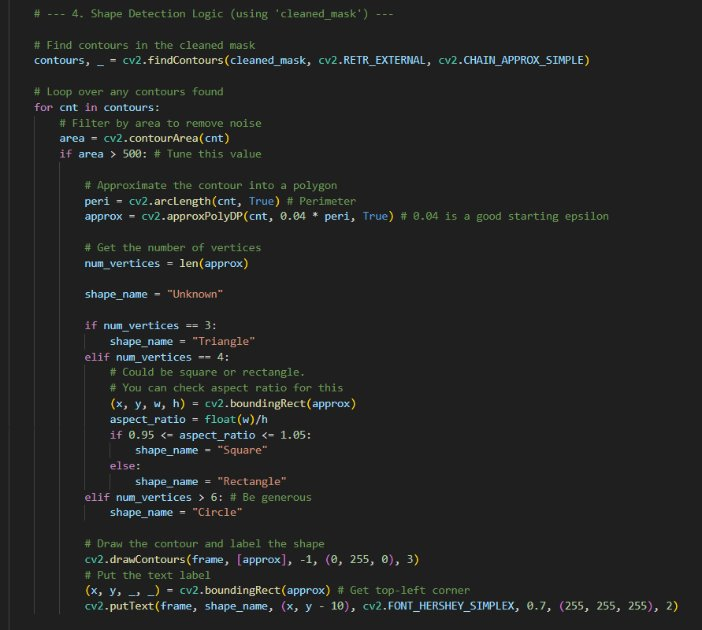 # --- 4. Shape Detection Logic (using 'cleaned_mask') ---
# Find contours in the cleaned mask
contours, _ = cv2.findContours(cleaned_mask, cv2.RETR_EXTERNAL, cv2.CHAIN_APPROX_SIMPLE)
# Loop over any contours found
for cnt in contours:
    # Filter by area to remove noise
    area = cv2.contourArea(cnt)
    if area > 500: # Tune this value
        # Approximate the contour into a polygon
        peri = cv2.arcLength(cnt, True) # Perimeter
        approx = cv2.approxPolyDP(cnt, 0.04 * peri, True) # 0.04 is a good starting epsilon
        # Get the number of vertices
        num_vertices = len(approx)
        shape_name = "Unknown"
        if num_vertices == 3:
            shape_name = "Triangle"
        elif num_vertices == 4:
            # Could be square or rectangle.
            # You can check aspect ratio for this
            (x, y, w, h) = cv2.boundingRect(approx)
            aspect_ratio = float(w)/h
            if 0.95 <= aspect_ratio <= 1.05:
                shape_name = "Square"
            else:
                shape_name = "Rectangle"
        elif num_vertices > 6: # Be generous
            shape_name = "Circle"
        # Draw the contour and label the shape
        cv2.drawContours(frame, [approx], -1, (0, 255, 0), 3)
        # Put the text label
        (x, y, _, _) = cv2.boundingRect(approx) # Get top-left corner
        cv2.putText(frame, shape_name, (x, y - 10), cv2.FONT_HERSHEY_SIMPLEX, 0.7, (255, 255, 255), 2)